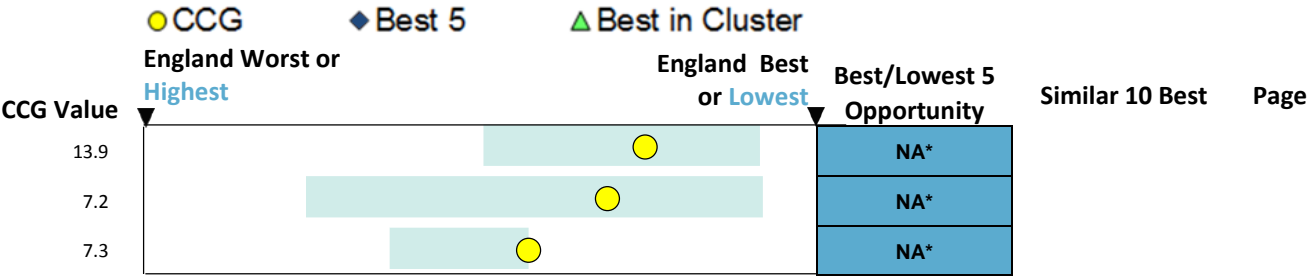 CCG Best 5 Best in Cluster
England Worst or
Highest
England Best
or Lowest
Best/Lowest 5
Opportunity
CCG Value
Similar 10 Best
Page
13.9 NA*
7.2 NA*
7.3 NA*